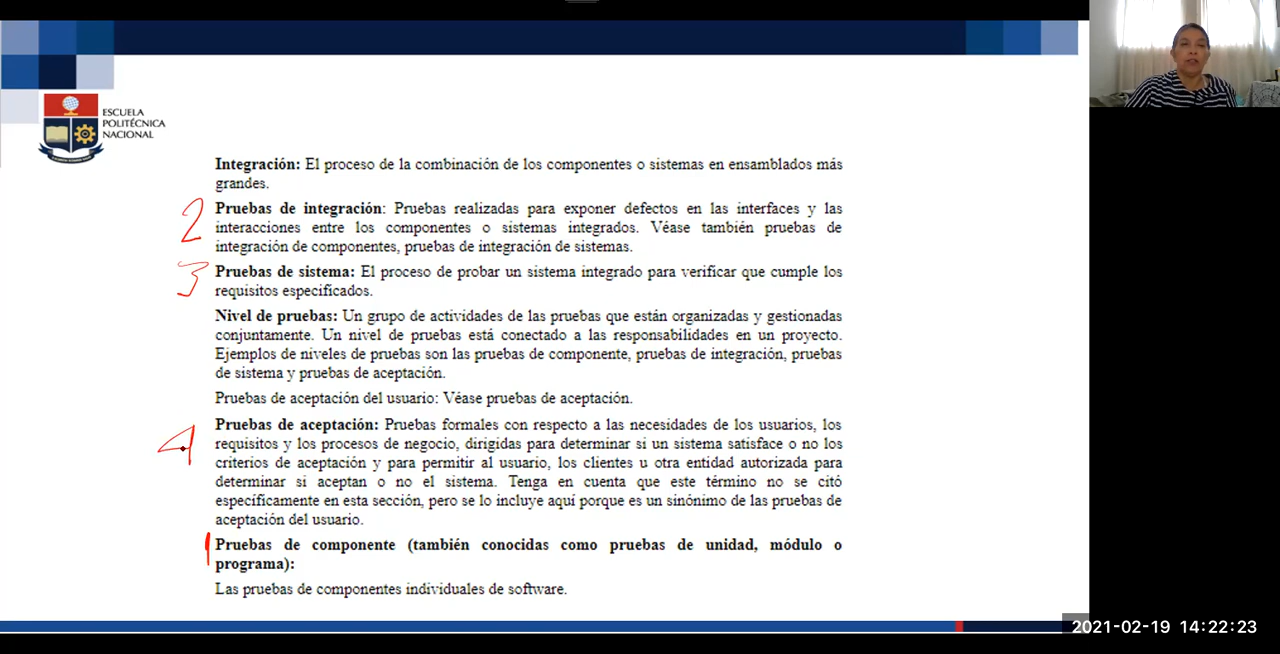 ESCUELA
POLITÉCNICA
NACIONAL
Integración: El proceso de la combinación de los componentes o sistemas en ensamblados más
grandes.
2 Pruebas de integración: Pruebas realizadas para exponer defectos en las interfaces y las
interacciones entre los componentes o sistemas integrados. Véase también pruebas de
integración de componentes, pruebas de integración de sistemas.
3 Pruebas de sistema: El proceso de probar un sistema integrado para verificar que cumple los
requisitos especificados.
Nivel de pruebas: Un grupo de actividades de las pruebas que están organizadas y gestionadas
conjuntamente. Un nivel de pruebas está conectado a las responsabilidades en un proyecto.
Ejemplos de niveles de pruebas son las pruebas de componente, pruebas de integración, pruebas
de sistema y pruebas de aceptación.
Pruebas de aceptación del usuario: Véase pruebas de aceptación.
4 Pruebas de aceptación: Pruebas formales con respecto a las necesidades de los usuarios, los
requisitos y los procesos de negocio, dirigidas para determinar si un sistema satisface o no los
criterios de aceptación y para permitir al usuario, los clientes u otra entidad autorizada para
determinar si aceptan o no el sistema. Tenga en cuenta que este término no se citó
específicamente en esta sección, pero se lo incluye aquí porque es un sinónimo de las pruebas de
aceptación del usuario.
1 Pruebas de componente (también conocidas como pruebas de unidad, módulo o
programa):
Las pruebas de componentes individuales de software.
2021-02-19 14:22:23